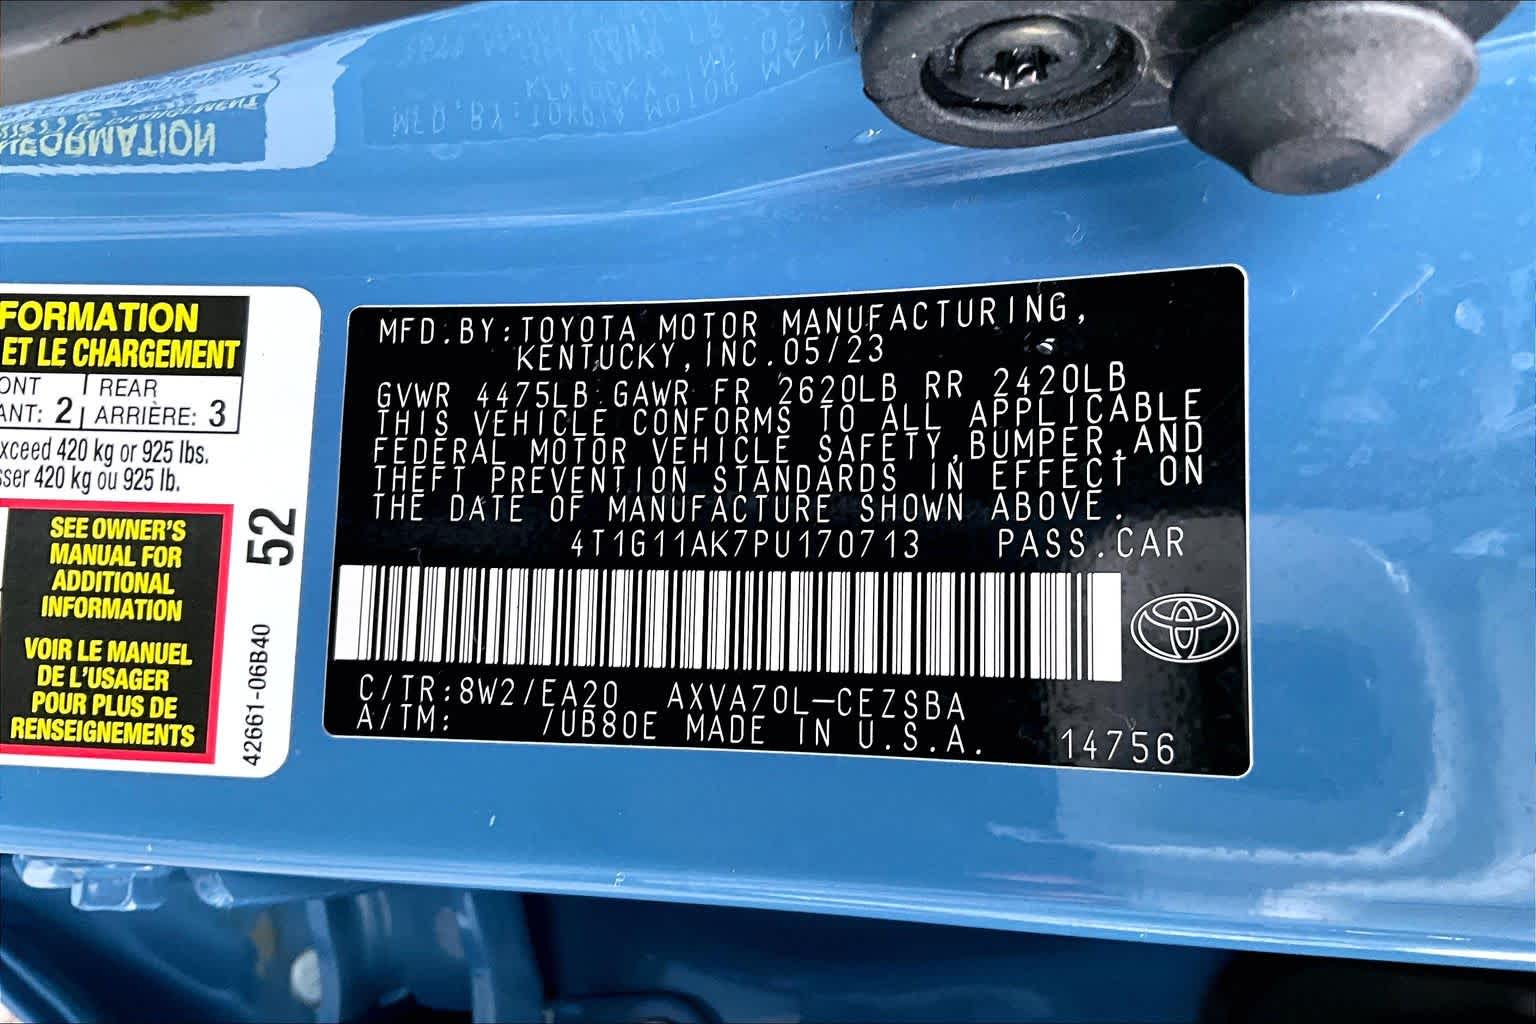 FORMATION
ET LE CHARGEMENT
ONT | REAR
ANT: 2 | ARRIÈRE: 3
xceed 420 kg or 925 lbs.
sser 420 kg ou 925 lb.
SEE OWNER'S
MANUAL FOR
ADDITIONAL
INFORMATION
VOIR LE MANUEL
DE L'USAGER
POUR PLUS DE
RENSEIGNEMENTS
52
42661-06B40
MFD.BY:TOYOTA MOTOR MANUFACTURING,
KENTUCKY,INC.05/23
GVWR 4475LB GAWR FR 2620LB RR 2420LB
THIS VEHICLE CONFORMS TO ALL APPLICABLE
FEDERAL MOTOR VEHICLE SAFETY,BUMPER,AND
THEFT PREVENTION STANDARDS IN EFFECT ON
THE DATE OF MANUFACTURE SHOWN ABOVE.
4T1G11AK7PU170713 PASS.CAR
C/TR:8W2/EA20 AXVA70L-CEZSBA
A/TM: /UB80E MADE IN U.S.A. 14756